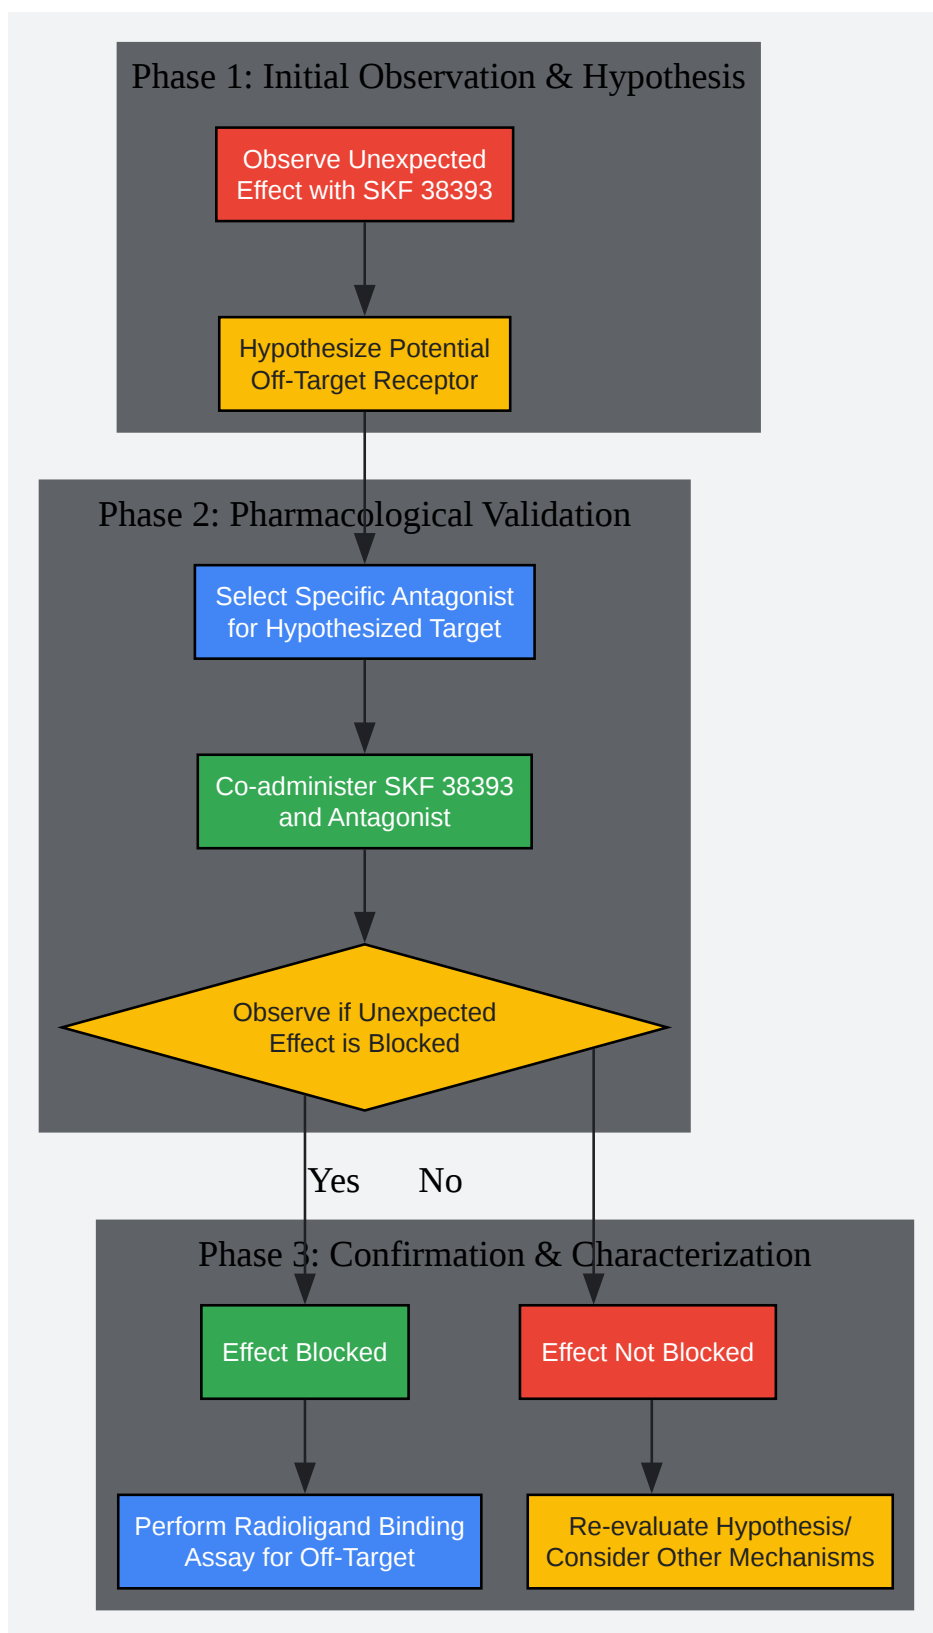 Phase 1: Initial Observation & Hypothesis
Observe Unexpected
Effect with SKF 38393
Hypothesize Potential
Off-Target Receptor
Phase 2: Pharmacological Validation
Select Specific Antagonist
for Hypothesized Target
Co-administer SKF 38393
and Antagonist
Observe if Unexpected
Effect is Blocked
Yes
No
Phase 3: Confirmation & Characterization
Effect Blocked
Effect Not Blocked
Perform Radioligand Binding
Assay for Off-Target
Re-evaluate Hypothesis/
Consider Other Mechanisms